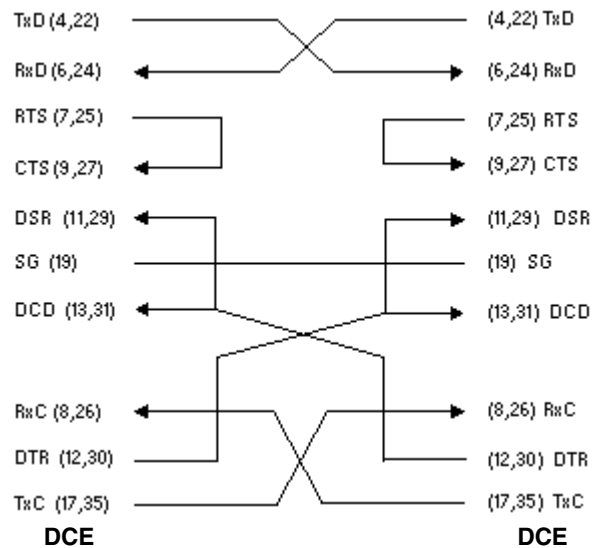 TxD (4,22) (4,22) TxD
RxD (6,24) (6,24) RxD
RTS (7,25) (7,25) RTS
CTS (9,27) (9,27) CTS
DSR (11,29) (11,29) DSR
SG (19) (19) SG
DCD (13,31) (13,31) DCD
RxC (8,26) (8,26) RxC
DTR (12,30) (12,30) DTR
TxC (17,35) (17,35) TxC
DCE DCE